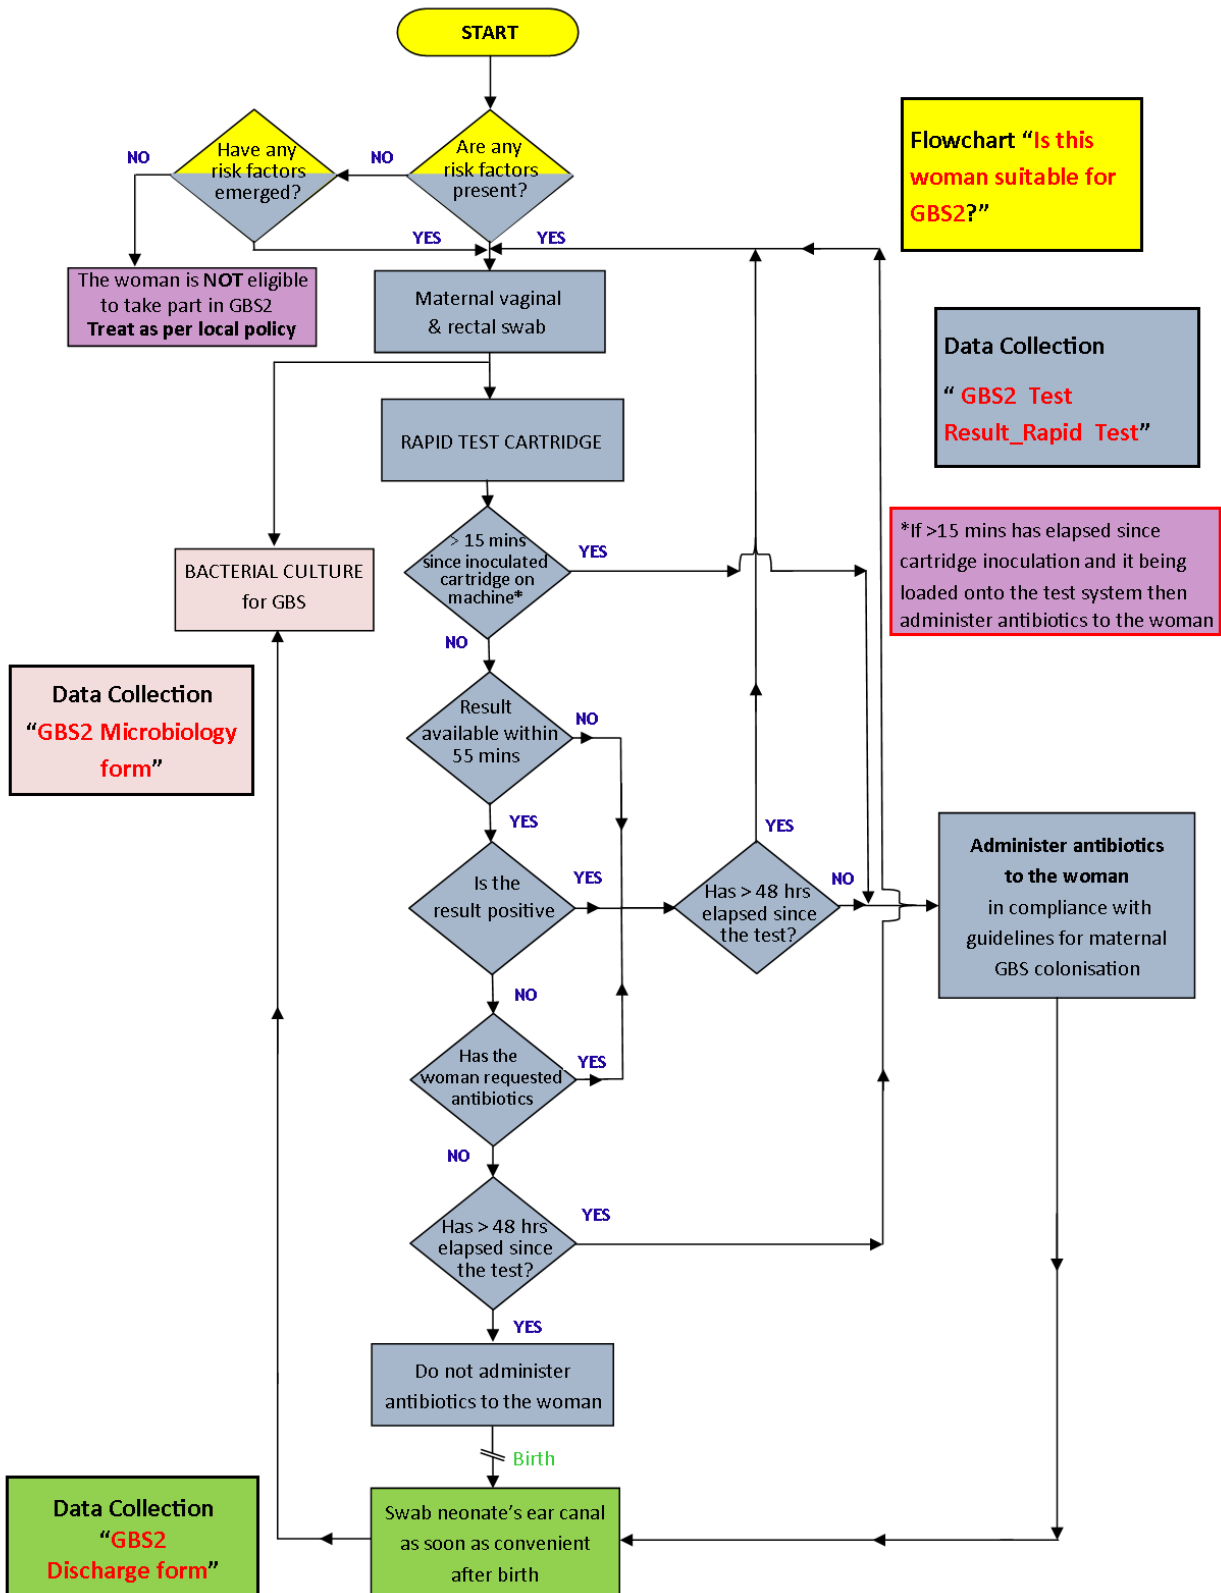 START
Have any
risk factors
emerged?
NO
NO
Are any
risk factors
present?
YES
YES
Flowchart “Is this
woman suitable for
GBS2?”
The woman is NOT eligible
to take part in GBS2
Treat as per local policy
Maternal vaginal
& rectal swab
Data Collection
“ GBS2 Test
Result_Rapid Test”
RAPID TEST CARTRIDGE
> 15 mins
since inoculated
cartridge on
machine*
YES
NO
*If >15 mins has elapsed since
cartridge inoculation and it being
loaded onto the test system then
administer antibiotics to the woman
BACTERIAL CULTURE
for GBS
Data Collection
“GBS2 Microbiology
form”
Result
available within
55 mins
NO
YES
Is the
result positive
YES
NO
Has > 48 hrs
elapsed since
the test?
YES
NO
Administer antibiotics
to the woman
in compliance with
guidelines for maternal
GBS colonisation
Has the
woman requested
antibiotics
YES
NO
Has > 48 hrs
elapsed since
the test?
YES
YES
Do not administer
antibiotics to the woman
Birth
Swab neonate’s ear canal
as soon as convenient
after birth
Data Collection
“GBS2
Discharge form”